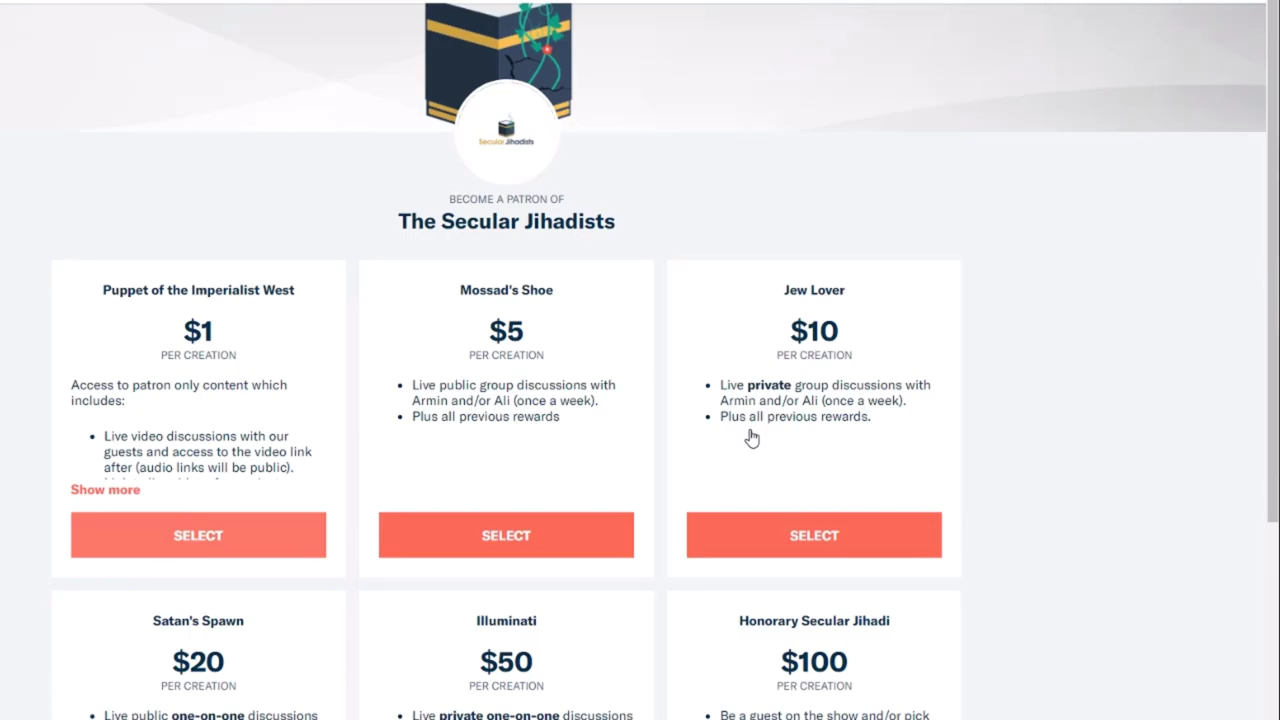 Secular Jihadists
BECOME A PATRON OF
The Secular Jihadists
Puppet of the Imperialist West
$1
PER CREATION
Access to patron only content which
includes:
• Live video discussions with our
guests and access to the video link
after (audio links will be public).
Show more
SELECT
Mossad's Shoe
$5
PER CREATION
• Live public group discussions with
Armin and/or Ali (once a week).
• Plus all previous rewards
SELECT
Jew Lover
$10
PER CREATION
• Live private group discussions with
Armin and/or Ali (once a week).
• Plus all previous rewards.
SELECT
Satan's Spawn
$20
PER CREATION
• Live public one-on-one discussions
Illuminati
$50
PER CREATION
• Live private one-on-one discussions
Honorary Secular Jihadi
$100
PER CREATION
• Be a guest on the show and/or pick